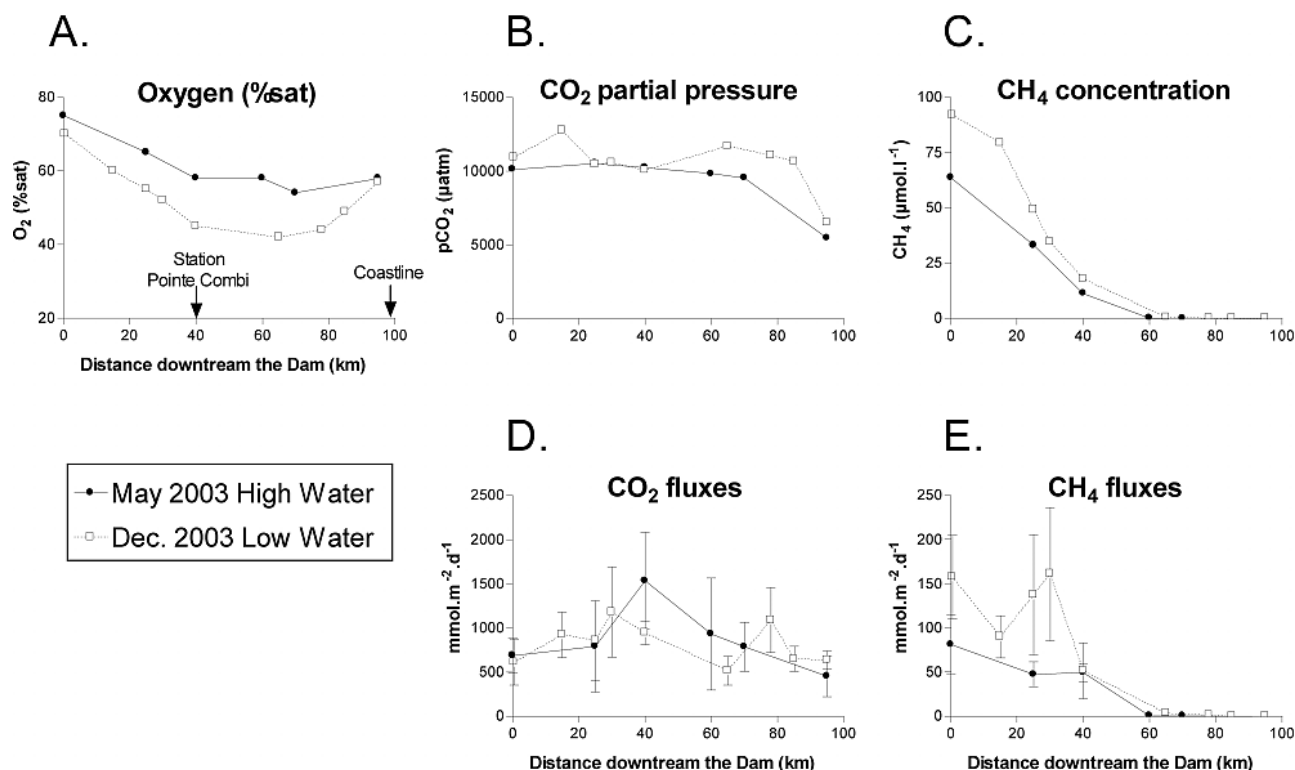 A.
Oxygen (%sat)
80
60
40
20
O2 (%sat)
Station
Pointe Combi
Coastline
0 20 40 60 80 100
Distance downtream the Dam (km)
B.
CO2 partial pressure
15000
10000
5000
0
pCO2 (µatm)
0 20 40 60 80 100
C.
CH4 concentration
100
75
50
25
0
CH4 (µmol.l-1)
0 20 40 60 80 100
May 2003 High Water
Dec. 2003 Low Water
D.
CO2 fluxes
2500
2000
1500
1000
500
0
mmol.m-2.d-1
0 20 40 60 80 100
Distance downstream the Dam (km)
E.
CH4 fluxes
250
200
150
100
50
0
mmol.m-2.d-1
0 20 40 60 80 100
Distance downstream the Dam (km)